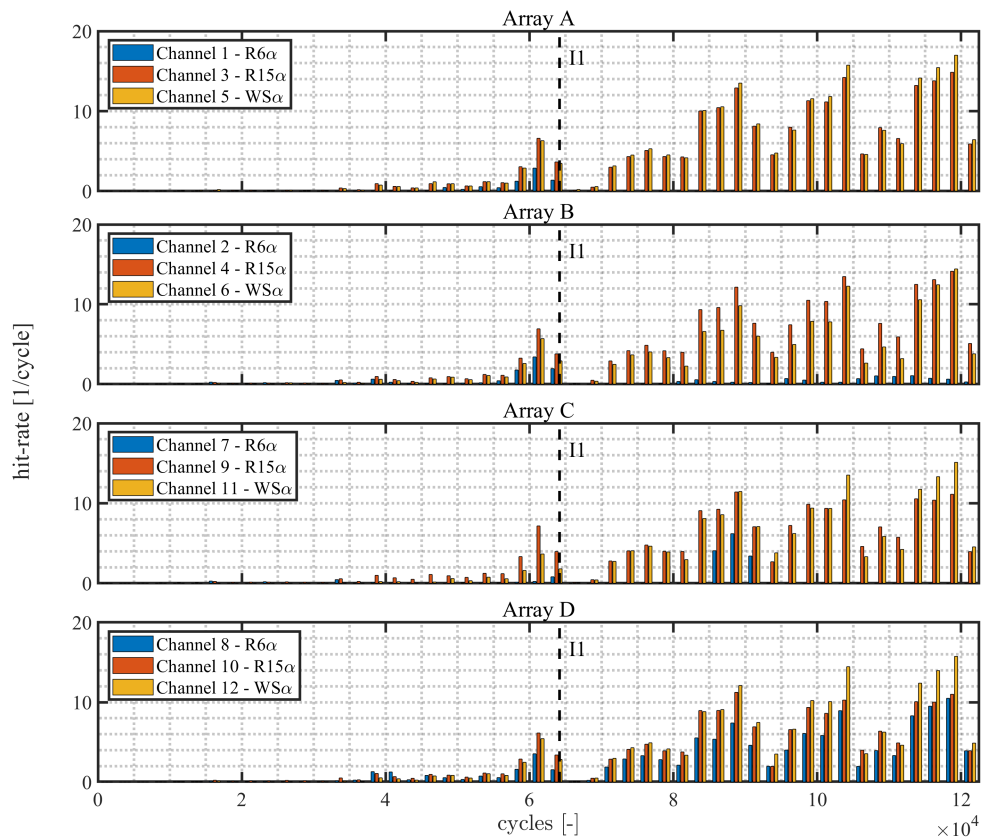 Array A
20
10
0
Channel 1 - R6α
Channel 3 - R15α
Channel 5 - WSα
I1
Array B
20
10
0
Channel 2 - R6α
Channel 4 - R15α
Channel 6 - WSα
I1
hit-rate [1/cycle]
Array C
20
10
0
Channel 7 - R6α
Channel 9 - R15α
Channel 11 - WSα
I1
Array D
20
10
0
Channel 8 - R6α
Channel 10 - R15α
Channel 12 - WSα
I1
0 2 4 6 8 10 12
cycles [-]
×10⁴